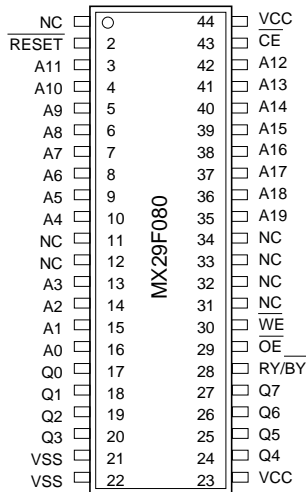 NC 44 VCC
RESET 2 43 CE
A11 3 42 A12
A10 4 41 A13
A9 5 40 A14
A8 6 39 A15
A7 7 38 A16
A6 8 37 A17
A5 9 36 A18
A4 10 35 A19
NC 11 34 NC
NC 12 33 NC
A3 13 32 NC
A2 14 31 NC
A1 15 30 WE
A0 16 29 OE
Q0 17 28 RY/BY
Q1 18 27 Q7
Q2 19 26 Q6
Q3 20 25 Q5
VSS 21 24 Q4
VSS 22 23 VCC
MX29F080